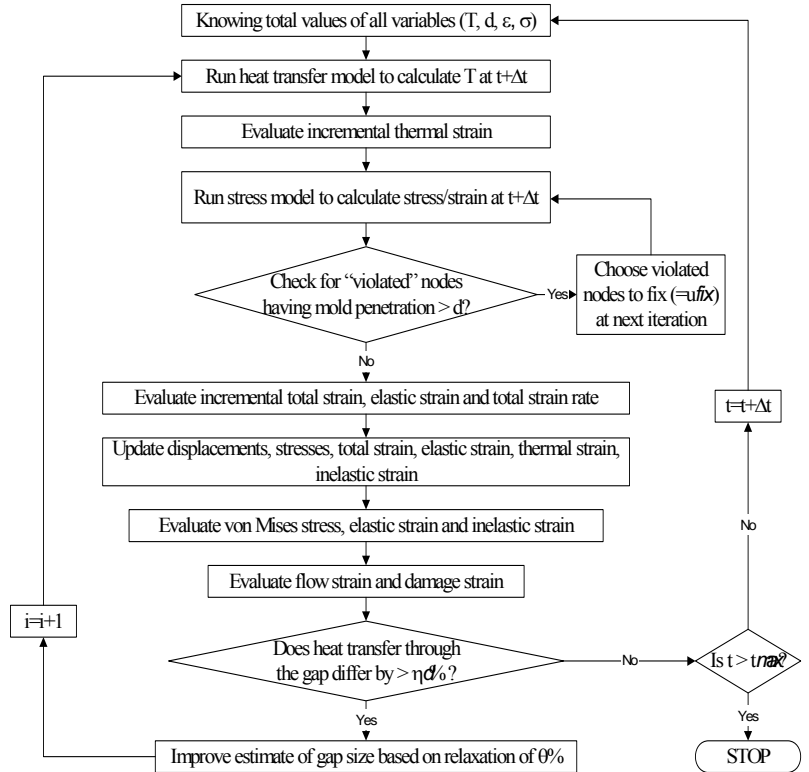 Knowing total values of all variables (T, d, ε, σ)
Run heat transfer model to calculate T at t+Δt
Evaluate incremental thermal strain
Run stress model to calculate stress/strain at t+Δt
Check for “violated” nodes
having mold penetration > d?
Yes
Choose violated
nodes to fix (=ufix)
at next iteration
No
Evaluate incremental total strain, elastic strain and total strain rate
t=t+Δt
Update displacements, stresses, total strain, elastic strain, thermal strain,
inelastic strain
Evaluate von Mises stress, elastic strain and inelastic strain
No
Evaluate flow strain and damage strain
i=i+1
Does heat transfer through
the gap differ by > ηd%?
No
Is t > tmax?
Yes
Yes
Improve estimate of gap size based on relaxation of θ%
STOP